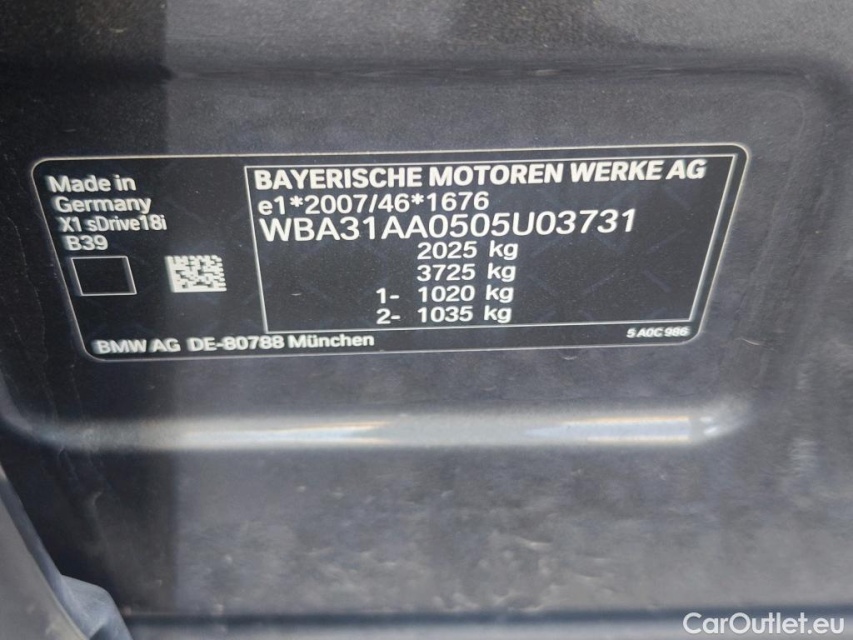 Made in
Germany
X1 sDrive18i
B39
BAYERISCHE MOTOREN WERKE AG
e1*2007/46*1676
WBA31AA0505U03731
2025 kg
3725 kg
1- 1020 kg
2- 1035 kg
BMW AG DE-80788 München
5 A0C 986
CarOutlet.eu